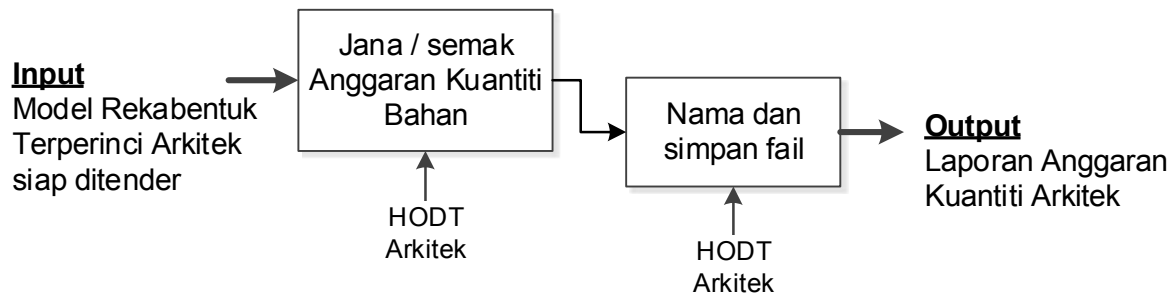 Input
Model Rekabentuk
Terperinci Arkitek
siap ditender
Jana / semak
Anggaran Kuantiti
Bahan
HODT
Arkitek
Nama dan
simpan fail
HODT
Arkitek
Output
Laporan Anggaran
Kuantiti Arkitek